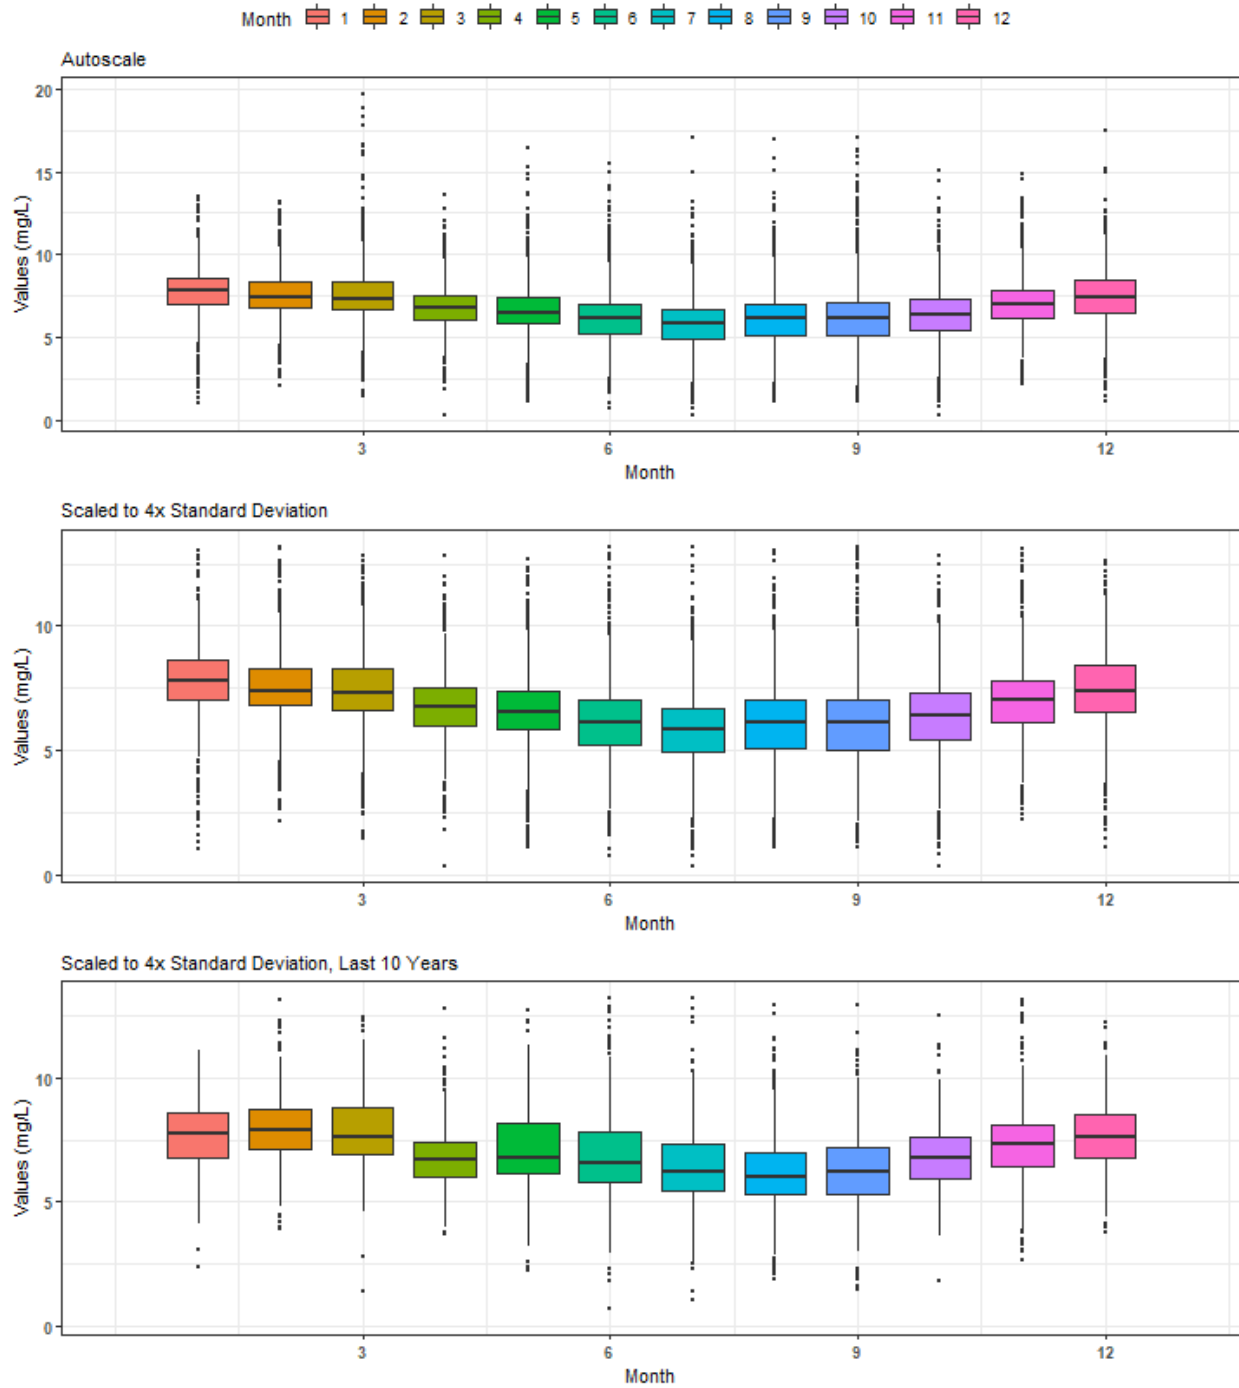 Month 1 2 3 4 5 6 7 8 9 10 11 12
Autoscale
Values (mg/L)
20
15
10
5
0
3 6 9 12
Month
Scaled to 4x Standard Deviation
Values (mg/L)
10
5
0
3 6 9 12
Month
Scaled to 4x Standard Deviation, Last 10 Years
Values (mg/L)
10
5
0
3 6 9 12
Month